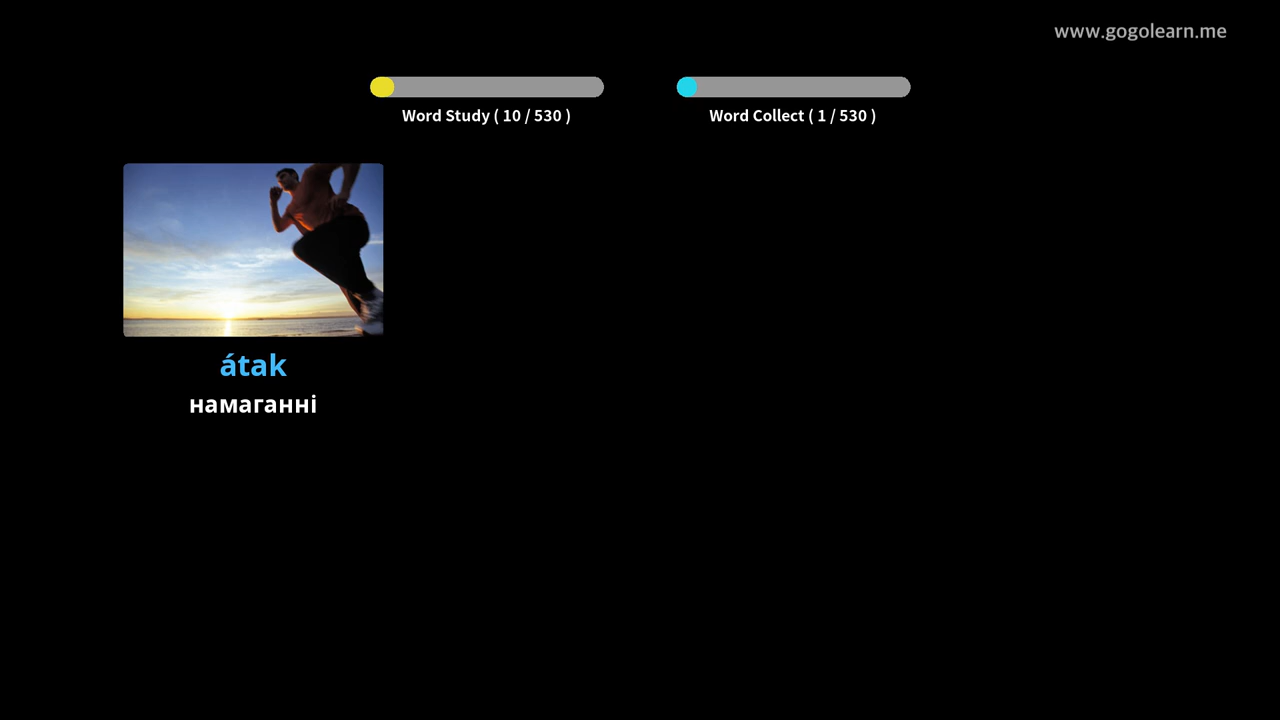 www.gogolearn.me
Word Study ( 10 / 530 )
Word Collect ( 1 / 530 )
átak
намаганні